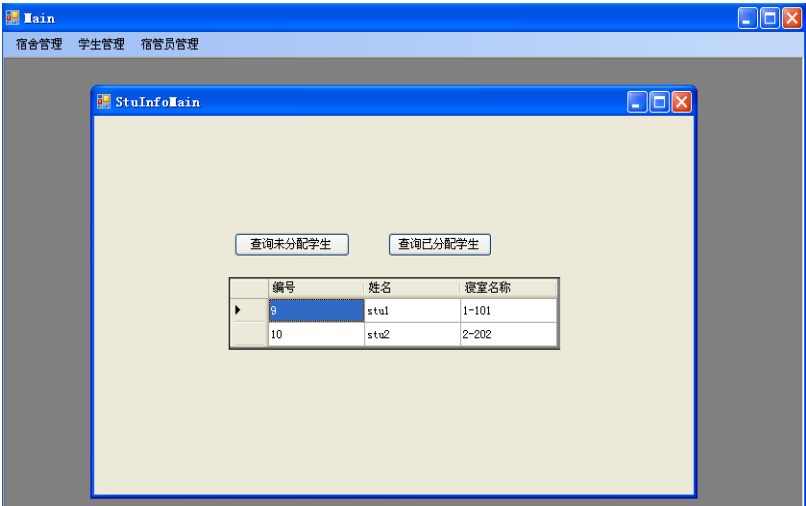 Main
宿舍管理 学生管理 宿管员管理
StuInfoMain
查询未分配学生 查询已分配学生
编号 姓名 寝室名称
9 stu1 1-101
10 stu2 2-202